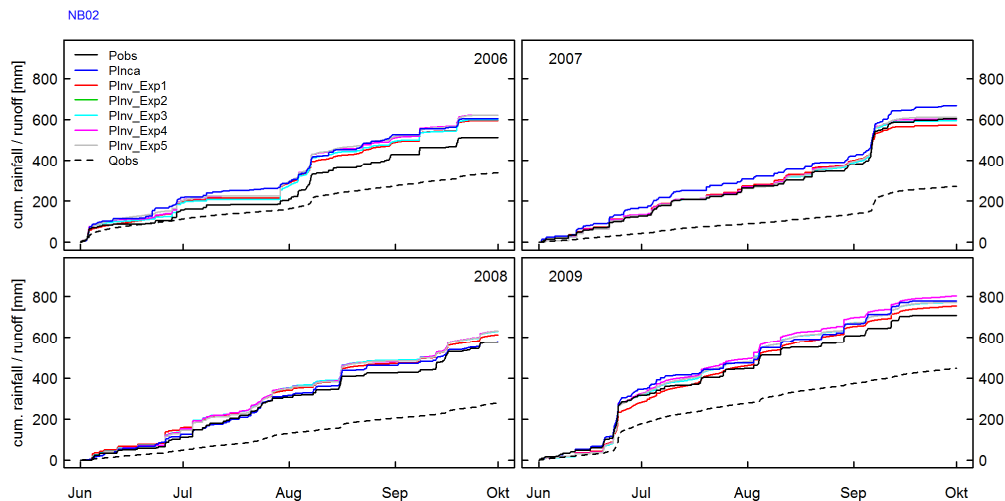 NB02
cum. rainfall / runoff [mm]
800
600
400
200
0
Pobs
PInca
PInv_Exp1
PInv_Exp2
PInv_Exp3
PInv_Exp4
PInv_Exp5
Qobs
2006
2007
800
600
400
200
0
cum. rainfall / runoff [mm]
800
600
400
200
0
2008
2009
800
600
400
200
0
Jun Jul Aug Sep Okt Jun Jul Aug Sep Okt